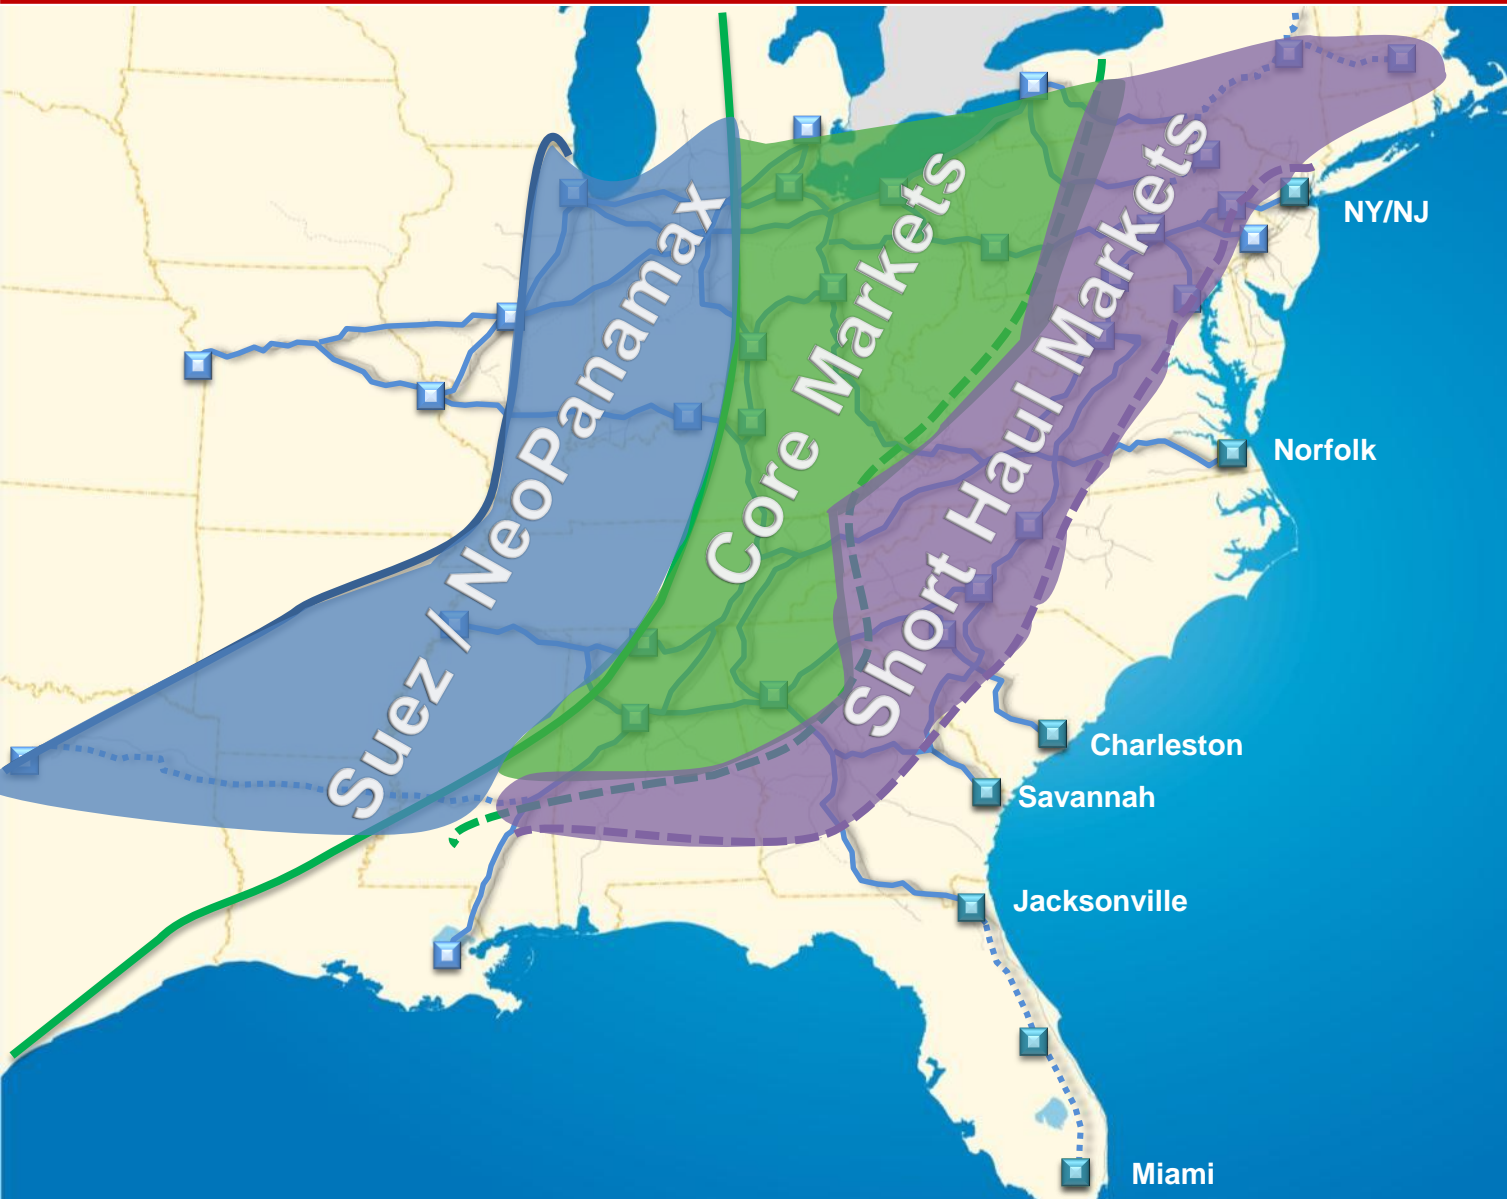 Suez / NeoPanamax
Core Markets
Short Haul Markets
NY/NJ
Norfolk
Charleston
Savannah
Jacksonville
Miami